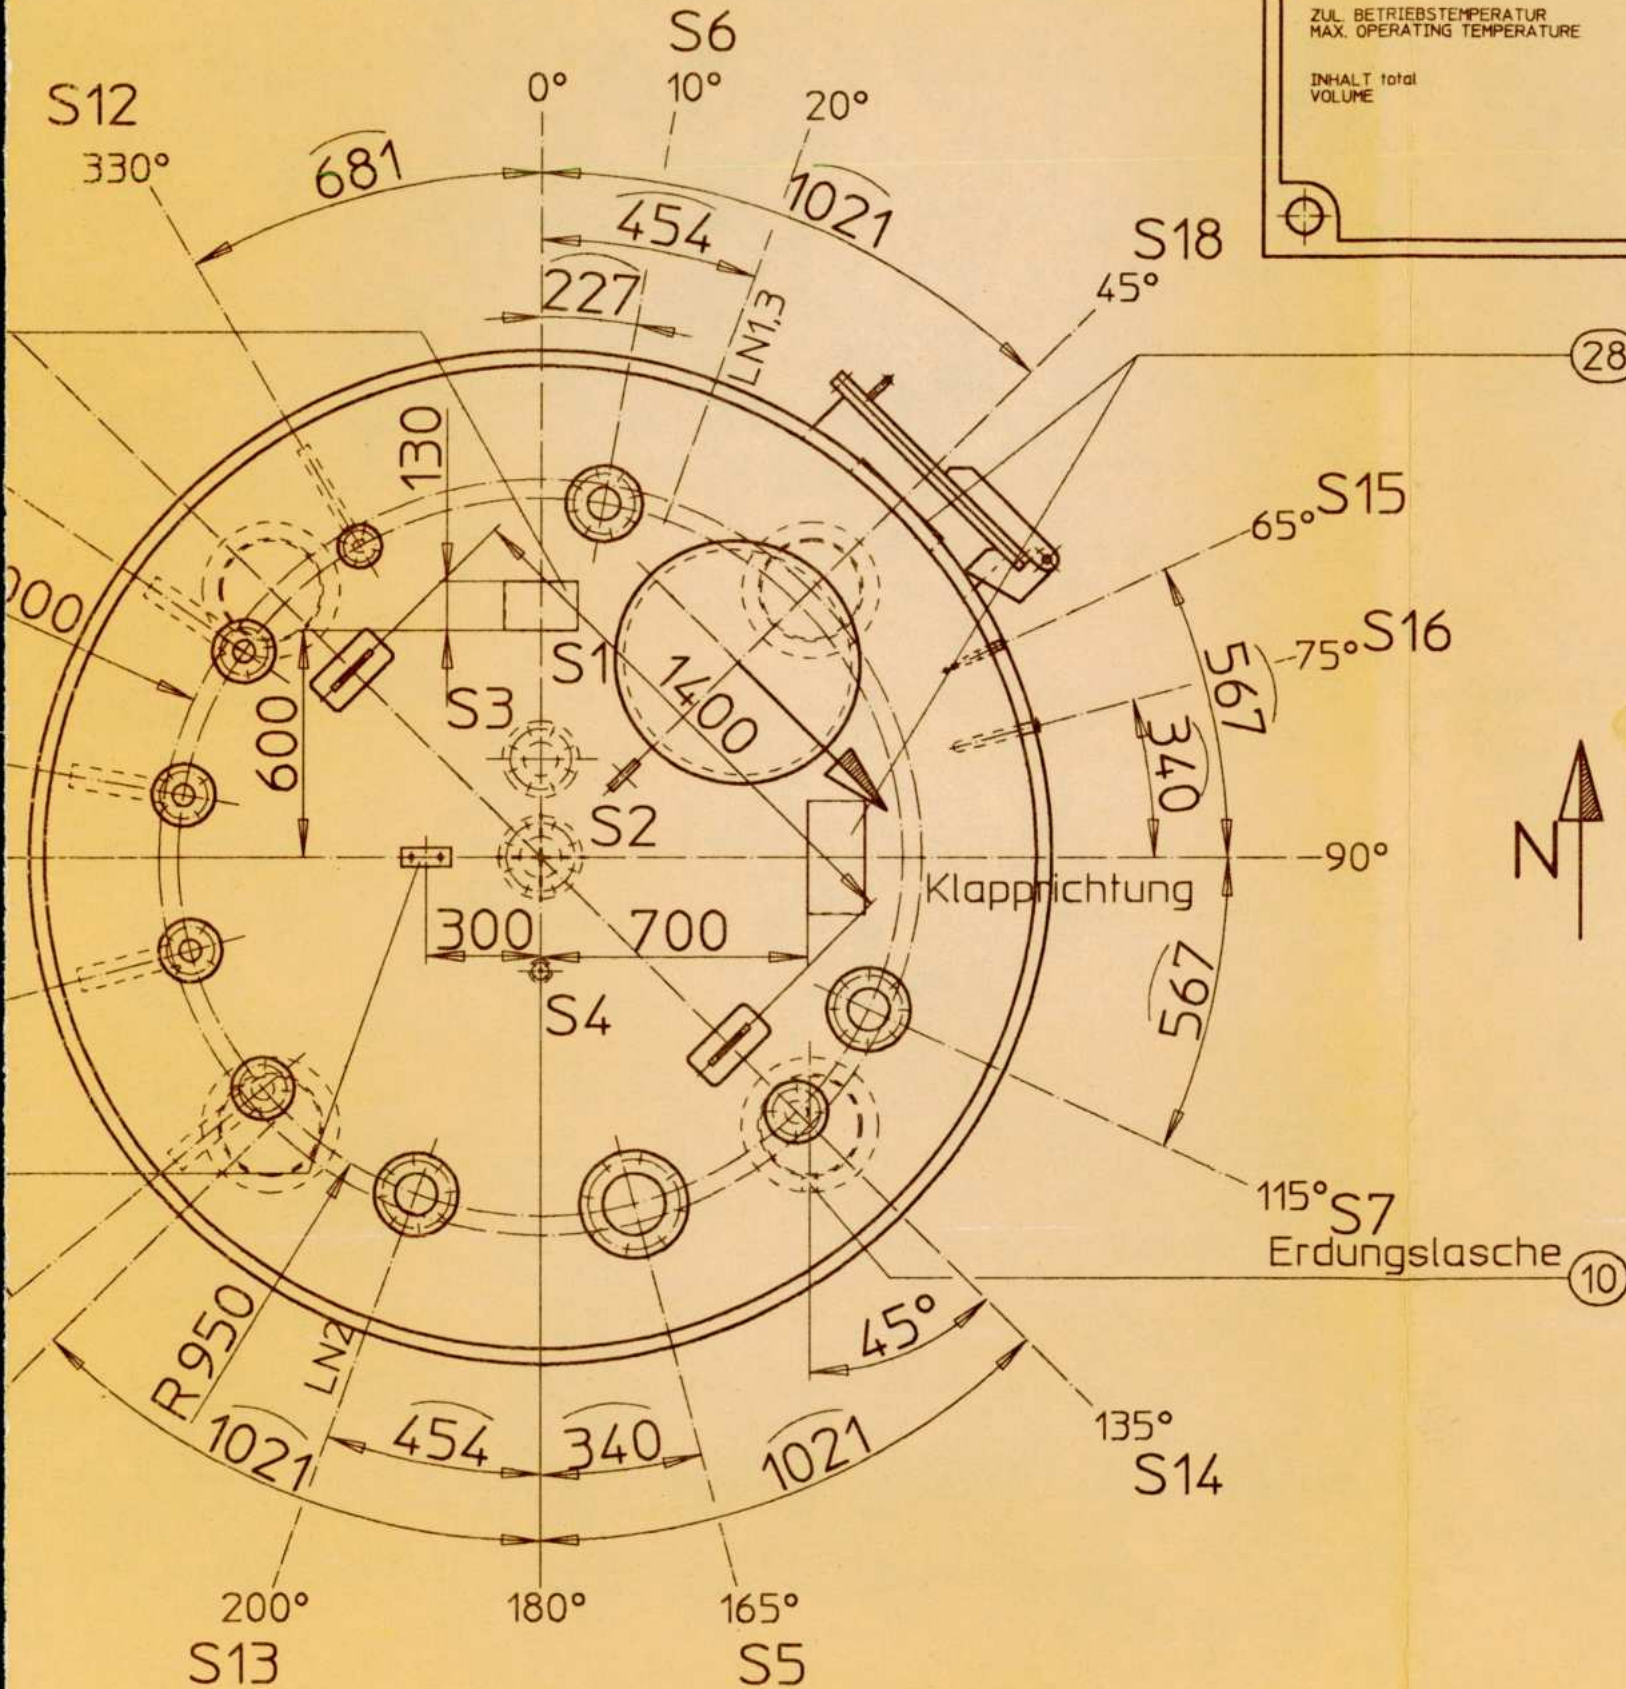 ZUL. BETRIEBSTEMPERATUR
MAX. OPERATING TEMPERATURE
INHALT total
VOLUME
S6
S12
0°
10°
20°
330°
681
1021
454
S18
227
45°
LN1,3
28
130
S15
65°
S16
75°
S1
1400
567
S3
600
340
S2
N
90°
Klapprichtung
300
700
567
S4
115°
S7
Erdungslasche
10
R950
LN2
45°
1021
454
340
1021
135°
S14
200°
180°
165°
S13
S5